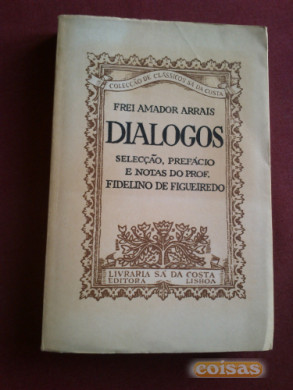 COLECÇÃO DE CLÁSSICOS SÁ DA COSTA
FREI AMADOR ARRAIS
DIALOGOS
SELECÇÃO, PREFÁCIO
E NOTAS DO PROF.
FIDELINO DE FIGUEIREDO
LIVRARIA SÁ DA COSTA
EDITORA LISBOA
coisas